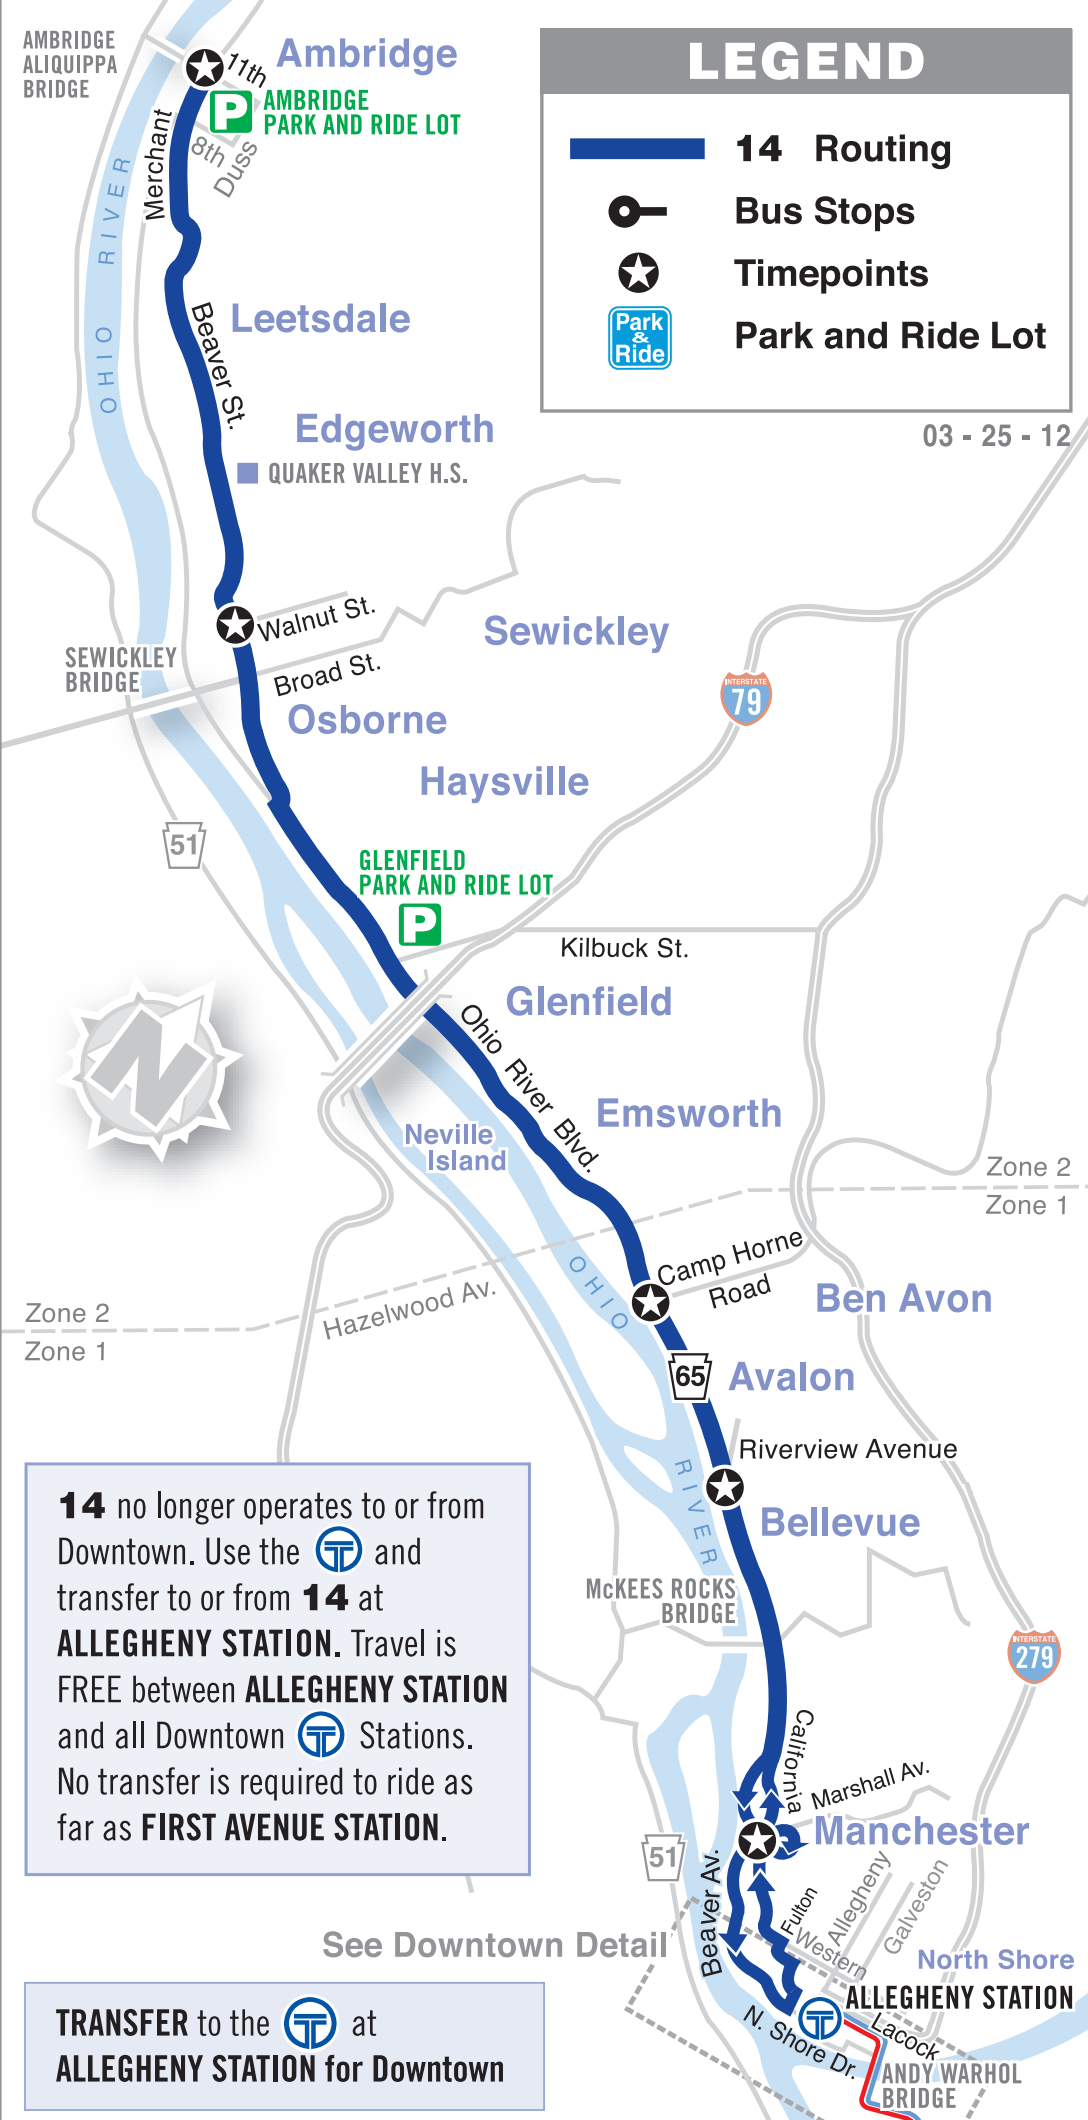 AMBRIDGE
ALIQUIPPA
BRIDGE
11th
Ambridge
P
AMBRIDGE
PARK AND RIDE LOT
Merchant
8th
Duss
OHIO RIVER
LEGEND
14 Routing
Bus Stops
Timepoints
Park
&
Ride
Park and Ride Lot
03 - 25 - 12
Beaver St.
Leetsdale
Edgeworth
QUAKER VALLEY H.S.
Walnut St.
Sewickley
SEWICKLEY
BRIDGE
Broad St.
Osborne
INTERSTATE
79
Haysville
51
GLENFIELD
PARK AND RIDE LOT
P
Kilbuck St.
Glenfield
N
Ohio River Blvd.
Emsworth
Neville
Island
Zone 2
Zone 1
Camp Horne
Road
OHIO
Hazelwood Av.
Ben Avon
Zone 2
Zone 1
65
Avalon
Riverview Avenue
RIVER
Bellevue
14 no longer operates to or from
Downtown. Use the T and
transfer to or from 14 at
ALLEGHENY STATION. Travel is
FREE between ALLEGHENY STATION
and all Downtown T Stations.
No transfer is required to ride as
far as FIRST AVENUE STATION.
McKEES ROCKS
BRIDGE
INTERSTATE
279
California
Marshall Av.
Manchester
51
Beaver Av.
Fulton
Western
Allegheny
Galveston
See Downtown Detail
North Shore
ALLEGHENY STATION
T
N. Shore Dr.
Lacock
ANDY WARHOL
BRIDGE
TRANSFER to the T at
ALLEGHENY STATION for Downtown